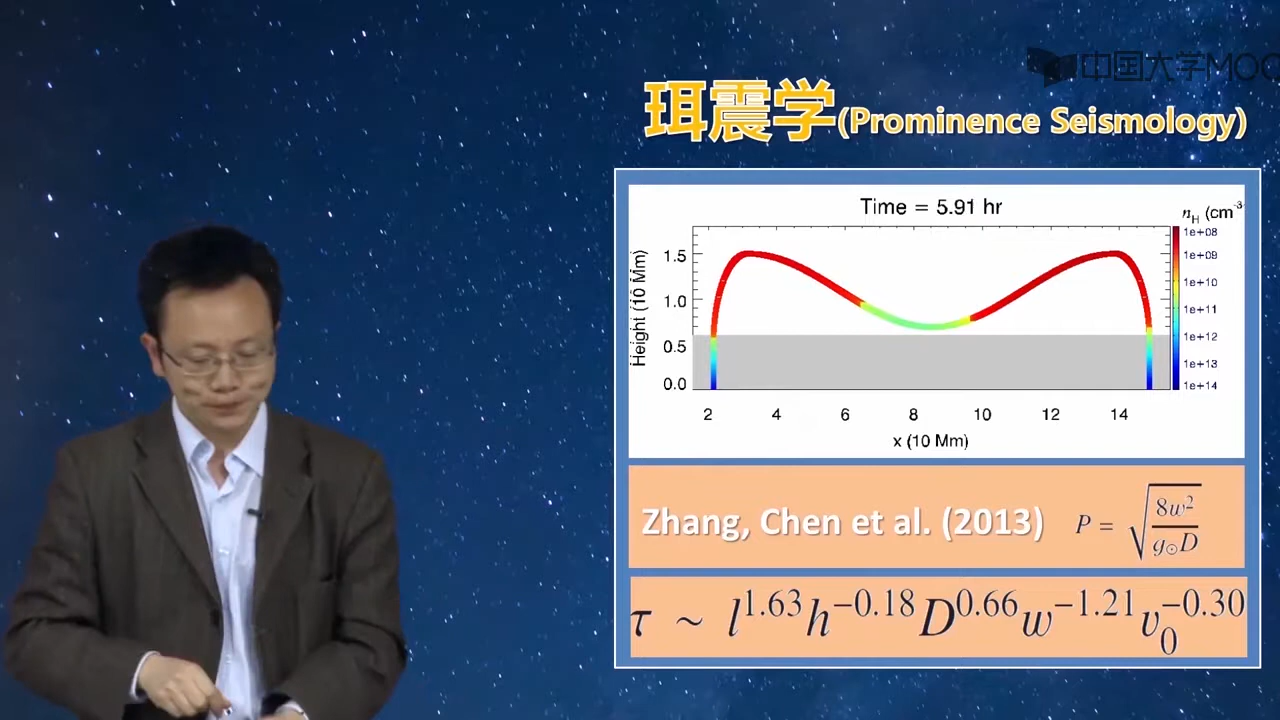 中国大学MOO
珥震学(Prominence Seismology)
Time = 5.91 hr
n_H (cm^-3
1e+08
1e+09
1e+10
1e+11
1e+12
1e+13
1e+14
Height (10 Mm)
1.5
1.0
0.5
0.0
2 4 6 8 10 12 14
x (10 Mm)
Zhang, Chen et al. (2013) P = √(8w²/g⊙D)
τ ~ l^1.63 h^-0.18 D^0.66 w^-1.21 v_0^-0.30